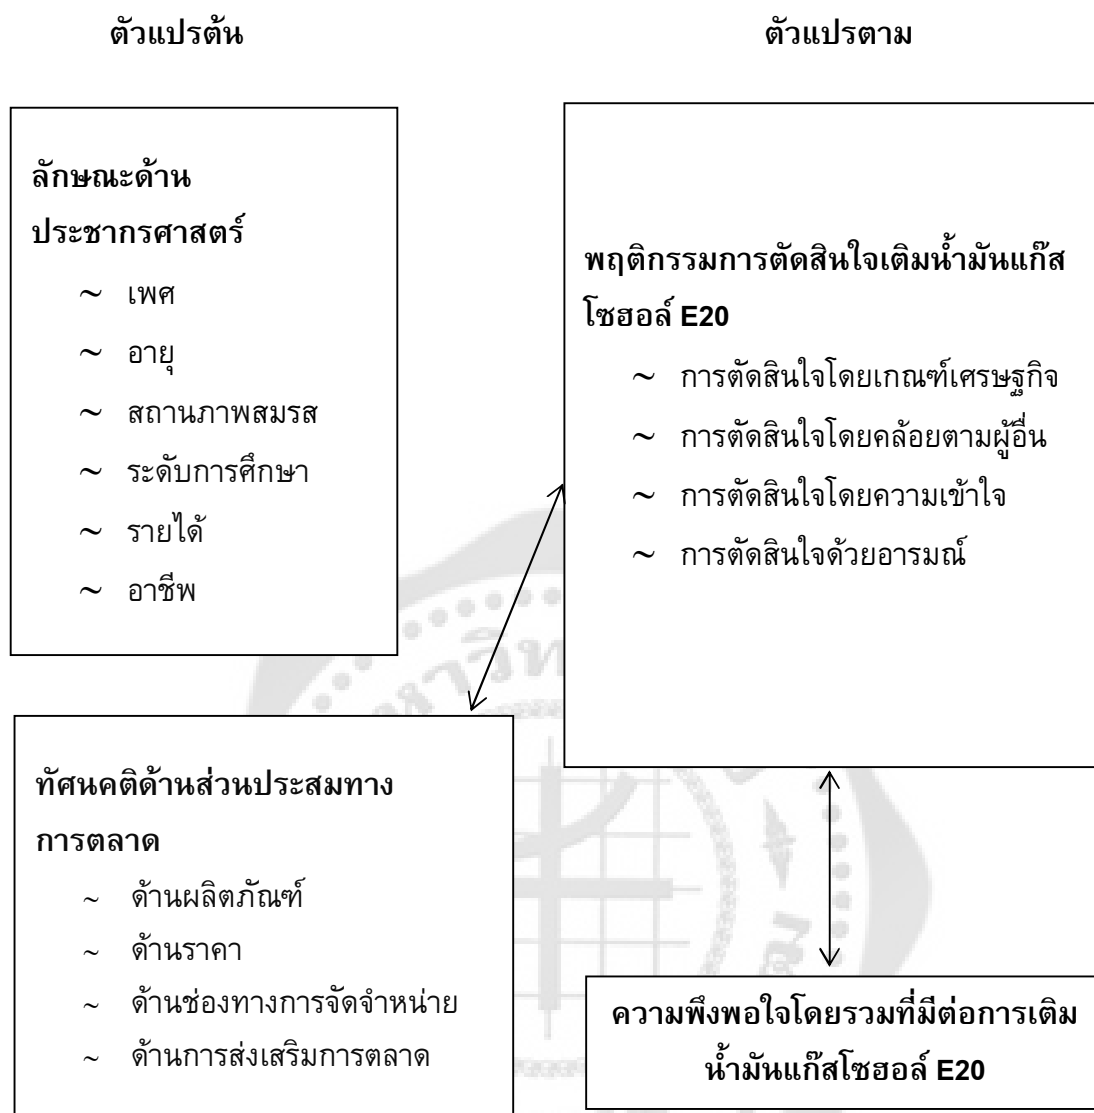 ตัวแปรต้น
ตัวแปรตาม
ลักษณะด้าน
ประชากรศาสตร์
~ เพศ
~ อายุ
~ สถานภาพสมรส
~ ระดับการศึกษา
~ รายได้
~ อาชีพ
ทัศนคติด้านส่วนประสมทาง
การตลาด
~ ด้านผลิตภัณฑ์
~ ด้านราคา
~ ด้านช่องทางการจัดจำหน่าย
~ ด้านการส่งเสริมการตลาด
พฤติกรรมการตัดสินใจเติมน้ำมันแก๊ส
โซฮอล์ E20
~ การตัดสินใจโดยเกณฑ์เศรษฐกิจ
~ การตัดสินใจโดยคล้อยตามผู้อื่น
~ การตัดสินใจโดยความเข้าใจ
~ การตัดสินใจด้วยอารมณ์
ความพึงพอใจโดยรวมที่มีต่อการเติม
น้ำมันแก๊สโซฮอล์ E20